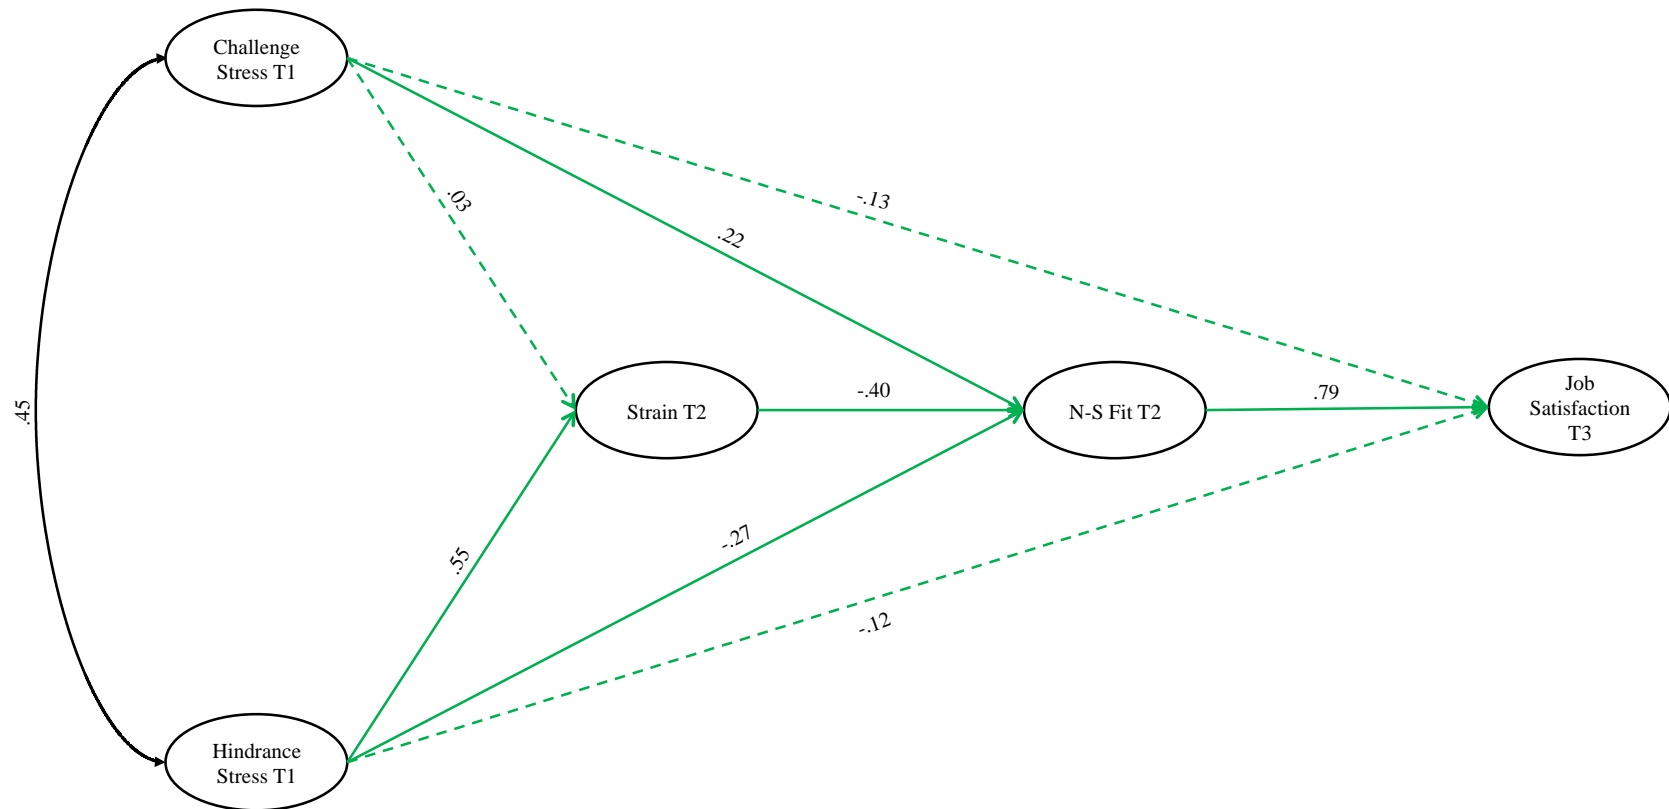 Challenge
Stress T1
.03
-.13
.22
.45
Strain T2
-.40
N-S Fit T2
.79
Job
Satisfaction
T3
.55
-.27
-.12
Hindrance
Stress T1